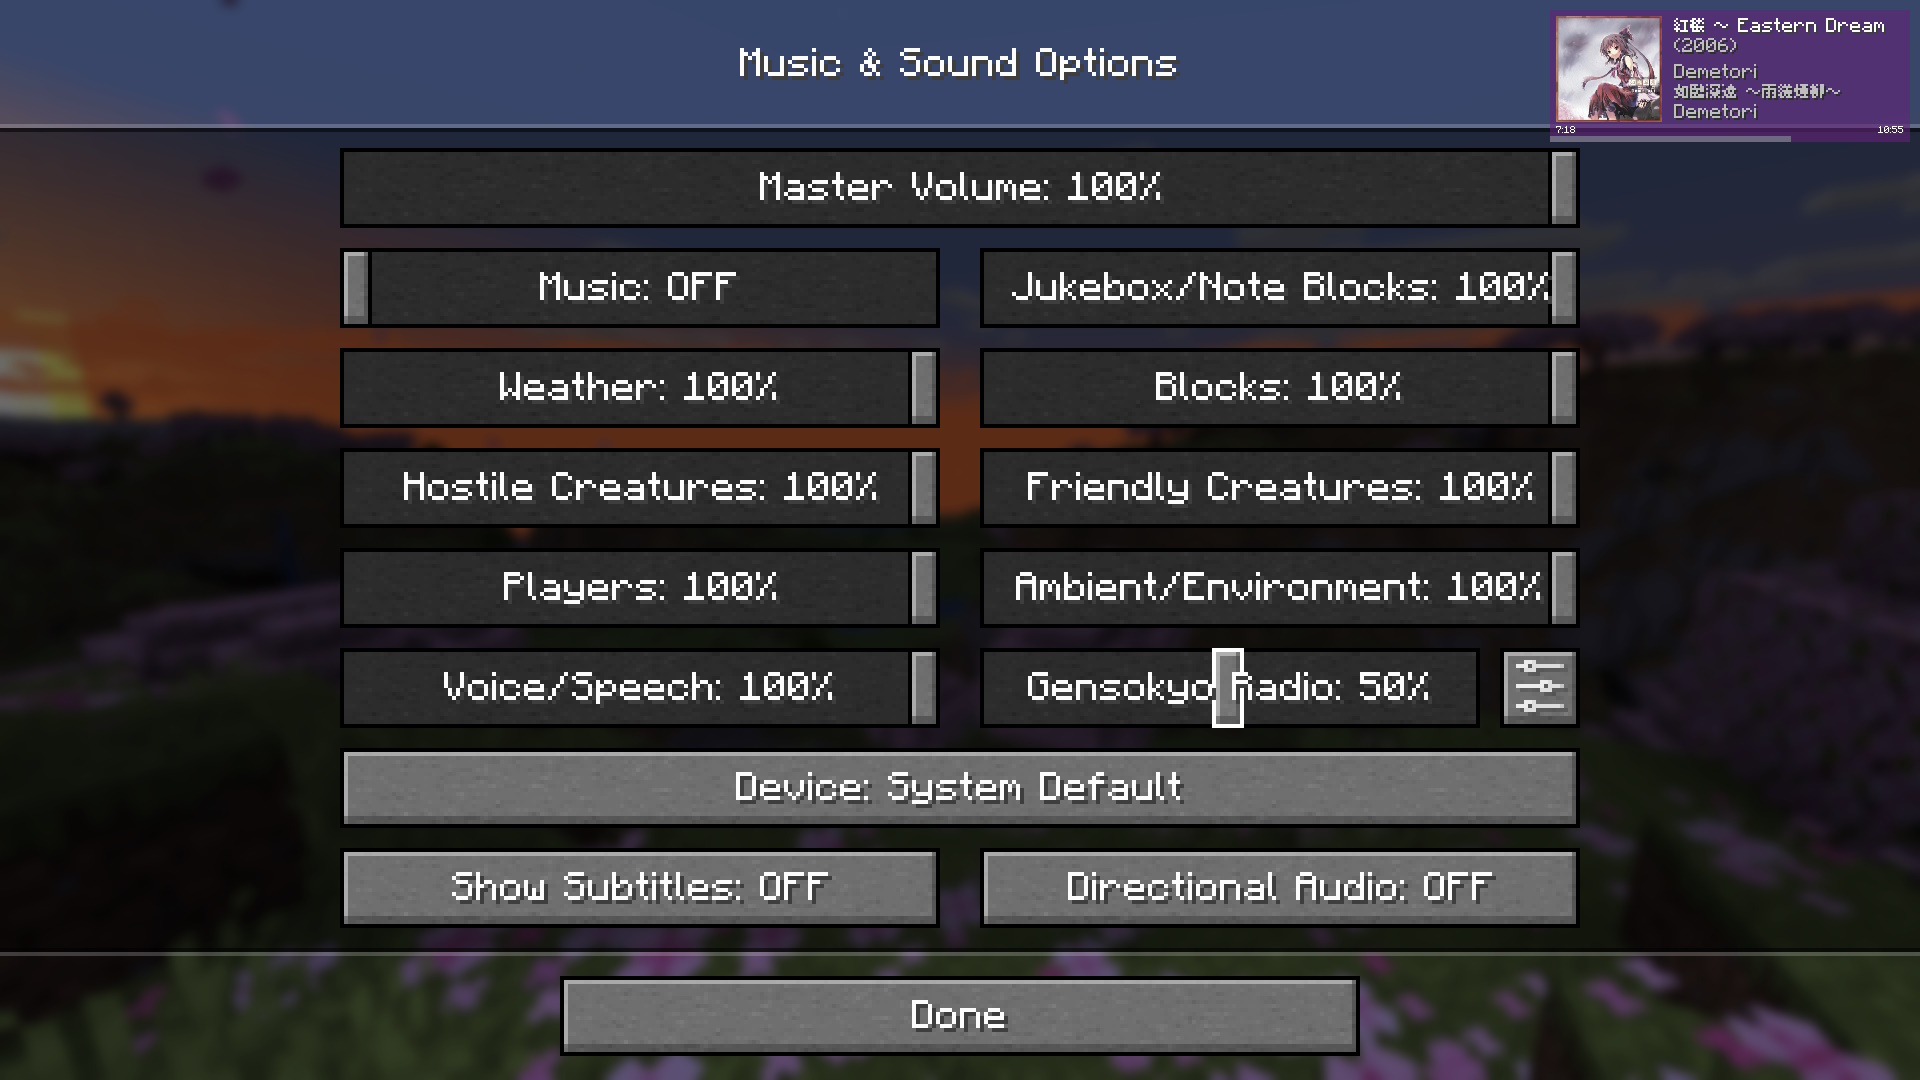 Music & Sound Options
紅楼 ～ Eastern Dream
(2006)
Demetori
Demetori
7:18
10:55
Master Volume: 100%
Music: OFF
Jukebox/Note Blocks: 100%
Weather: 100%
Blocks: 100%
Hostile Creatures: 100%
Friendly Creatures: 100%
Players: 100%
Ambient/Environment: 100%
Voice/Speech: 100%
Gensokyo Radio: 50%
Device: System Default
Show Subtitles: OFF
Directional Audio: OFF
Done